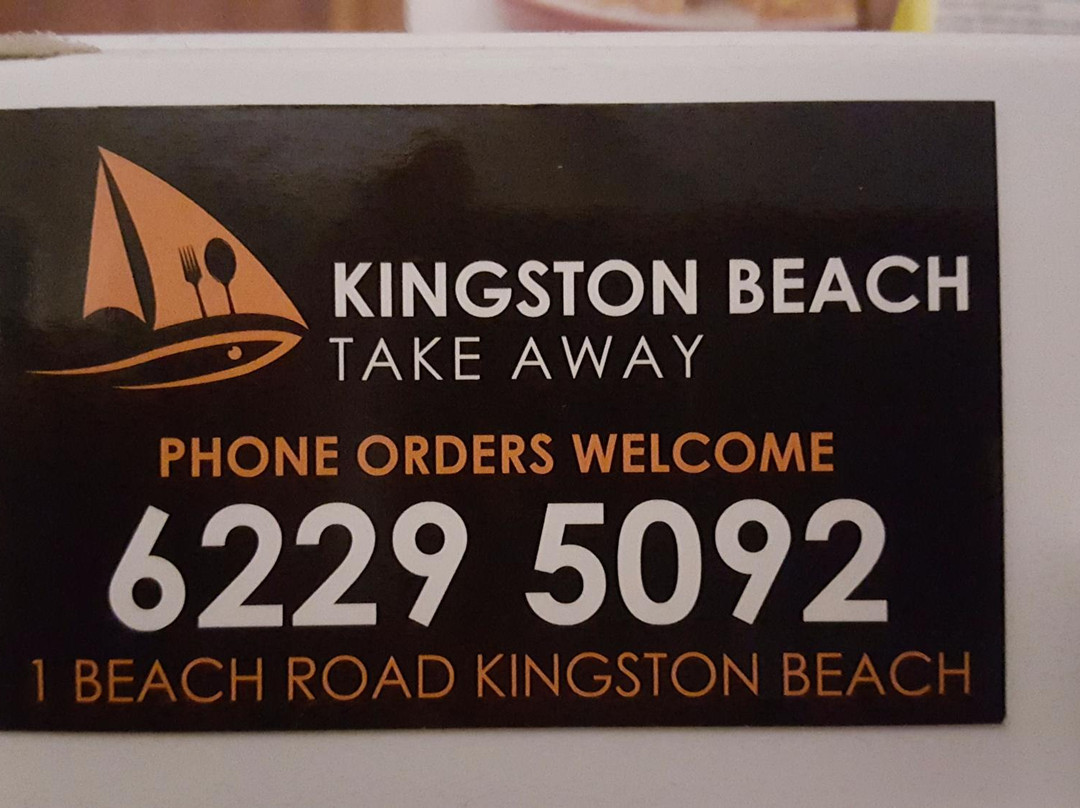 KINGSTON BEACH
TAKE AWAY
PHONE ORDERS WELCOME
6229 5092
1 BEACH ROAD KINGSTON BEACH